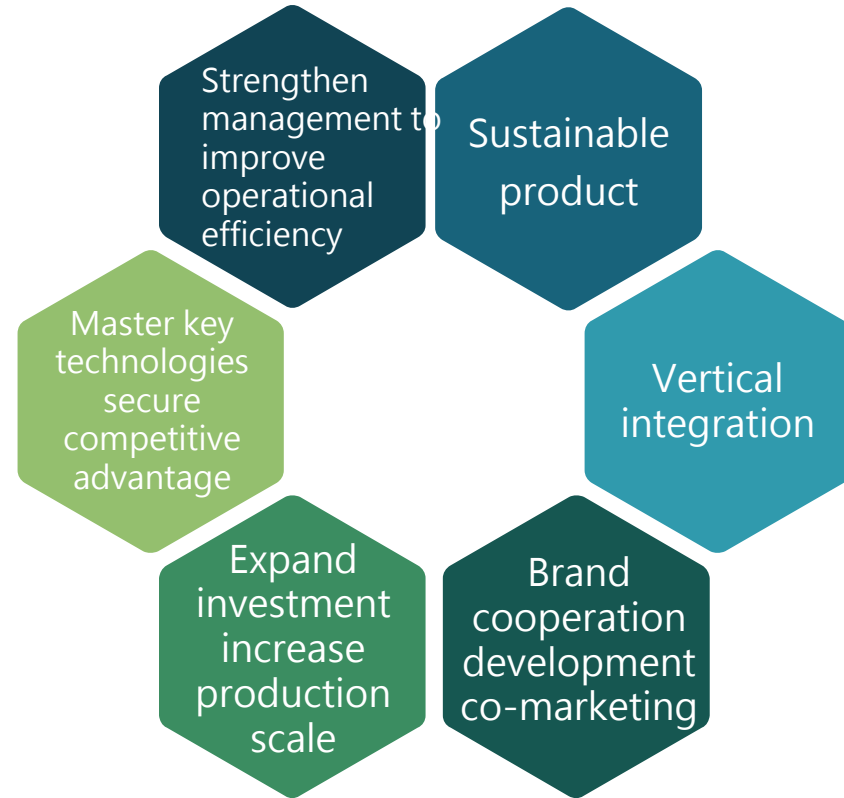 Strengthen
management to
improve
operational
efficiency
Sustainable
product
Master key
technologies
secure
competitive
advantage
Vertical
integration
Expand
investment
increase
production
scale
Brand
cooperation
development
co-marketing